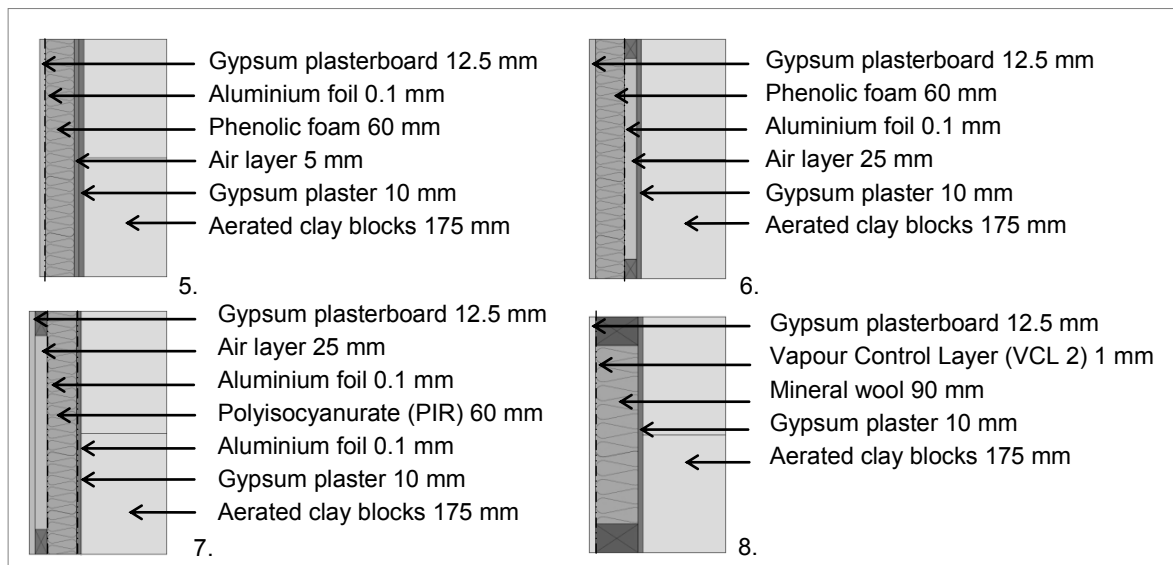 Gypsum plasterboard 12.5 mm
Aluminium foil 0.1 mm
Phenolic foam 60 mm
Air layer 5 mm
Gypsum plaster 10 mm
Aerated clay blocks 175 mm
5.
Gypsum plasterboard 12.5 mm
Phenolic foam 60 mm
Aluminium foil 0.1 mm
Air layer 25 mm
Gypsum plaster 10 mm
Aerated clay blocks 175 mm
6.
Gypsum plasterboard 12.5 mm
Air layer 25 mm
Aluminium foil 0.1 mm
Polyisocyanurate (PIR) 60 mm
Aluminium foil 0.1 mm
Gypsum plaster 10 mm
Aerated clay blocks 175 mm
7.
Gypsum plasterboard 12.5 mm
Vapour Control Layer (VCL 2) 1 mm
Mineral wool 90 mm
Gypsum plaster 10 mm
Aerated clay blocks 175 mm
8.